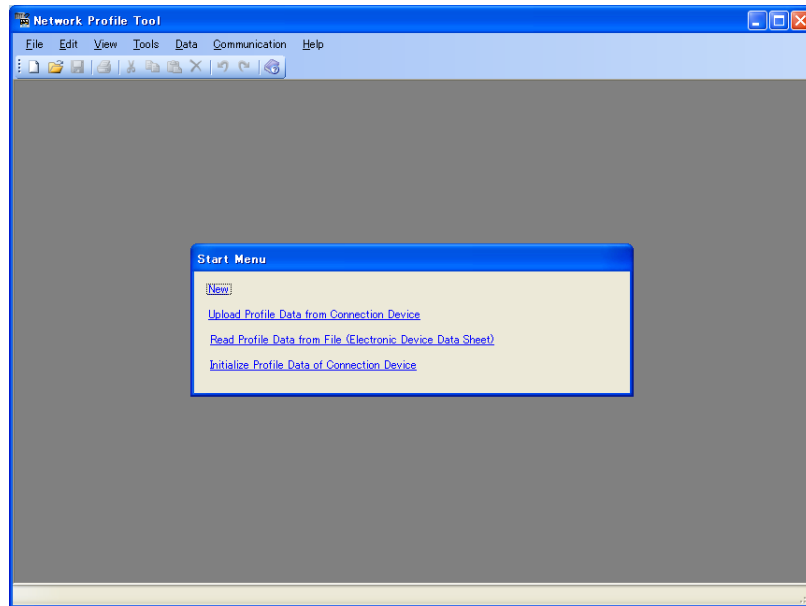 Network Profile Tool
File Edit View Tools Data Communication Help
Start Menu
New
Upload Profile Data from Connection Device
Read Profile Data from File (Electronic Device Data Sheet)
Initialize Profile Data of Connection Device